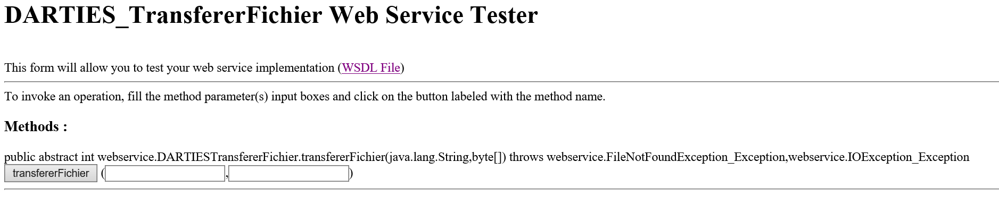 DARTIES_TransfererFichier Web Service Tester
This form will allow you to test your web service implementation (WSDL File)
To invoke an operation, fill the method parameter(s) input boxes and click on the button labeled with the method name.
Methods :
public abstract int webservice.DARTIESTransfererFichier.transfererFichier(java.lang.String,byte[]) throws webservice.FileNotFoundException_Exception,webservice.IOException_Exception
transfererFichier ( , )